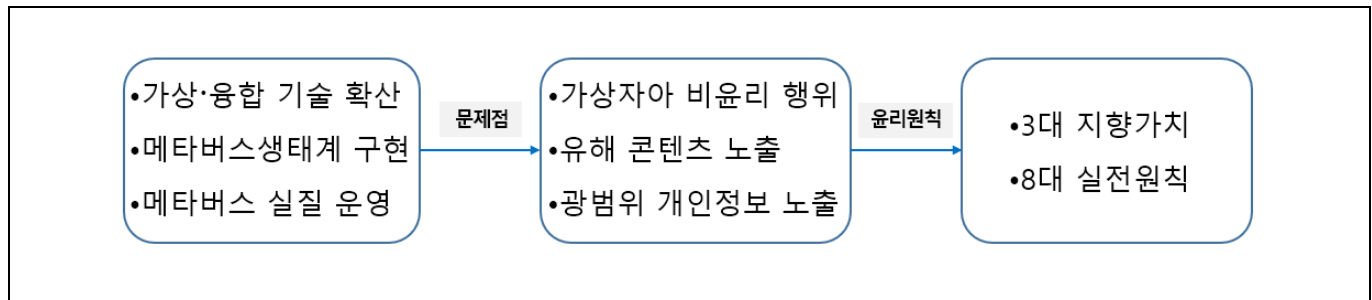 •가상·융합 기술 확산
•메타버스생태계 구현
•메타버스 실질 운영
문제점
•가상자아 비윤리 행위
•유해 콘텐츠 노출
•광범위 개인정보 노출
윤리원칙
•3대 지향가치
•8대 실전원칙